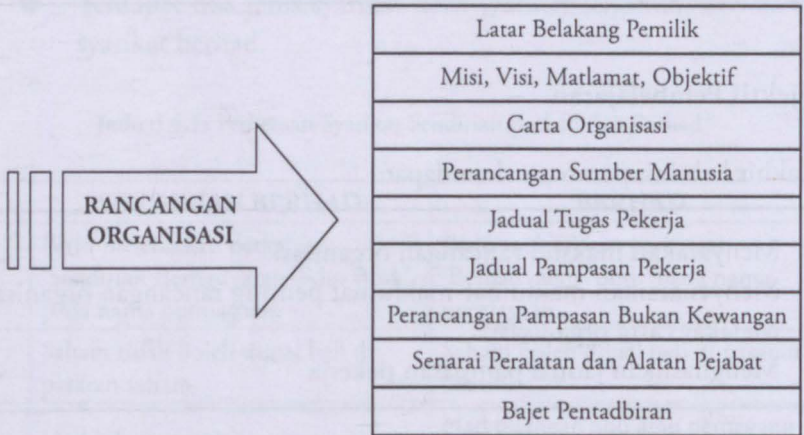 Latar Belakang Pemilik
Misi, Visi, Matlamat, Objektif
Carta Organisasi
Perancangan Sumber Manusia
RANCANGAN
ORGANISASI
Jadual Tugas Pekerja
Jadual Pampasan Pekerja
Perancangan Pampasan Bukan Kewangan
Senarai Peralatan dan Alatan Pejabat
Bajet Pentadbiran